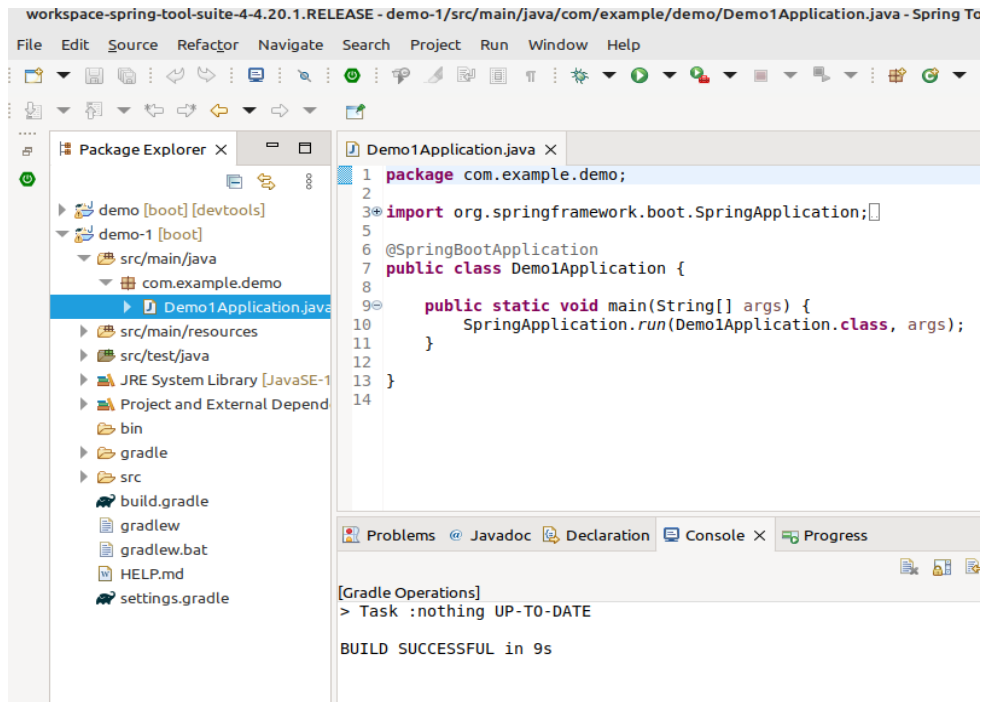 workspace-spring-tool-suite-4-4.20.1.RELEASE - demo-1/src/main/java/com/example/demo/Demo1Application.java - Spring To
File Edit Source Refactor Navigate Search Project Run Window Help
Package Explorer
demo [boot] [devtools]
demo-1 [boot]
src/main/java
com.example.demo
Demo1Application.java
src/main/resources
src/test/java
JRE System Library [JavaSE-1
Project and External Depend
bin
gradle
src
build.gradle
gradlew
gradlew.bat
HELP.md
settings.gradle
Demo1Application.java
1 package com.example.demo;
2
3 import org.springframework.boot.SpringApplication;
5
6 @SpringBootApplication
7 public class Demo1Application {
8
9 public static void main(String[] args) {
10 SpringApplication.run(Demo1Application.class, args);
11 }
12
13 }
14
Problems @ Javadoc Declaration Console Progress
[Gradle Operations]
> Task :nothing UP-TO-DATE
BUILD SUCCESSFUL in 9s